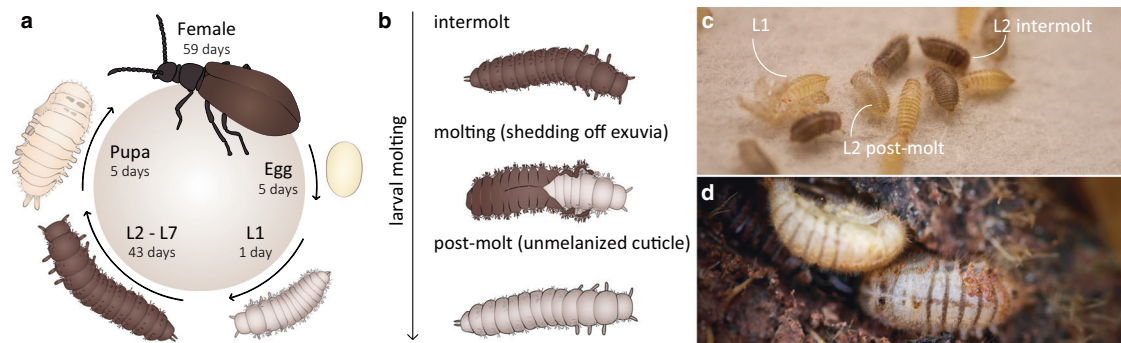 a
Female
59 days
Egg
5 days
L1
1 day
L2 - L7
43 days
Pupa
5 days
b
larval molting
intermolt
molting (shedding off exuvia)
post-molt (unmelanized cuticle)
c
L1
L2 intermolt
L2 post-molt
d